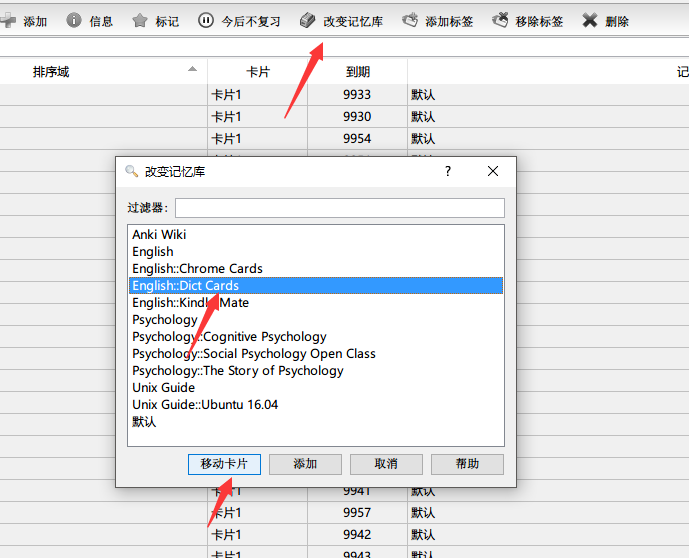 添加 信息 标记 今后不复习 改变记忆库 添加标签 移除标签 删除
排序域 卡片 到期 记
卡片1 9933 默认
卡片1 9930 默认
卡片1 9954 默认
改变记忆库 ?
过滤器:
Anki Wiki
English
English::Chrome Cards
English::Dict Cards
English::Kindle Mate
Psychology
Psychology::Cognitive Psychology
Psychology::Social Psychology Open Class
Psychology::The Story of Psychology
Unix Guide
Unix Guide::Ubuntu 16.04
默认
移动卡片 添加 取消 帮助
卡片1 9941 默认
卡片1 9957 默认
卡片1 9942 默认
卡片1 9943 默认